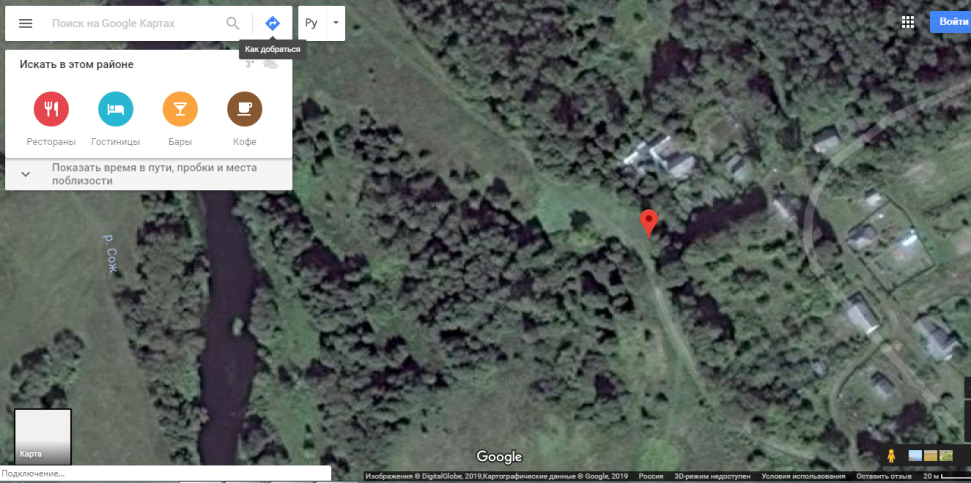 Поиск на Google Картах
Ру
Войти
Как добраться
Искать в этом районе
3°
Рестораны
Гостиницы
Бары
Кофе
Показать время в пути, пробки и места
поблизости
р. Сож
Карта
Google
Подключение...
Изображения © DigitalGlobe, 2019,Картографические данные © Google, 2019 Россия 3D-режим недоступен Условия использования Оставить отзыв 20 м